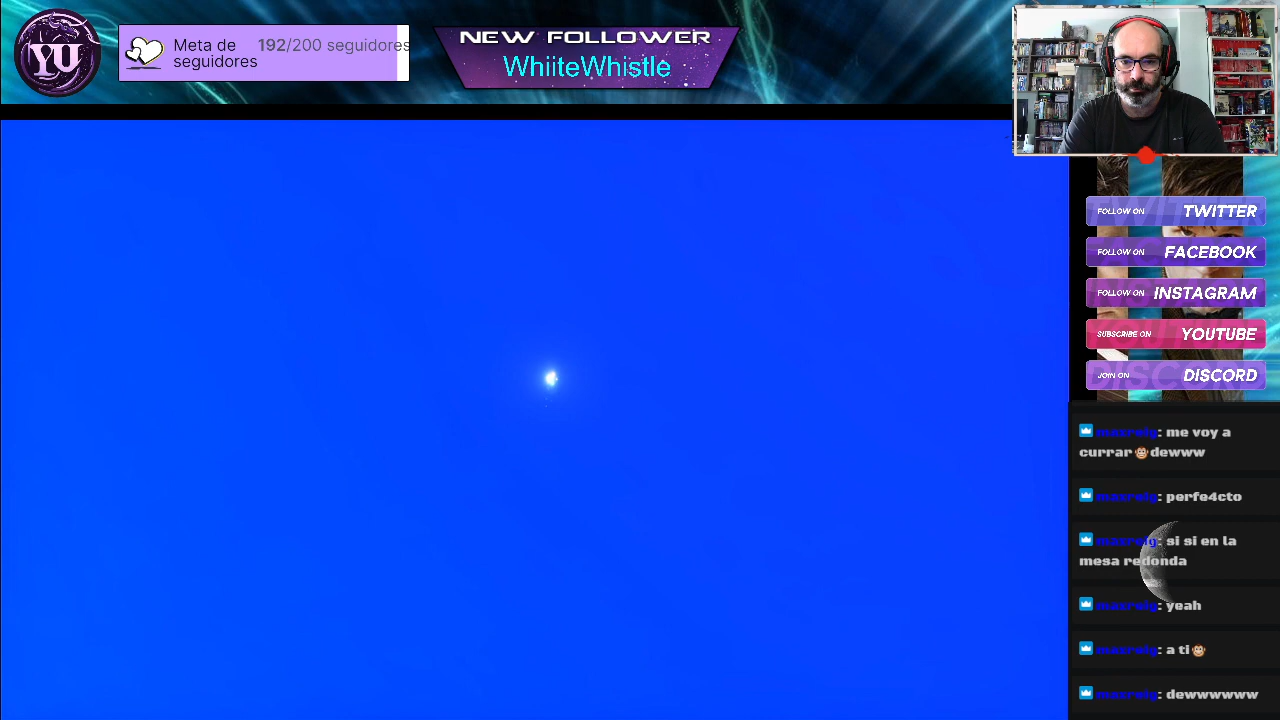 YU
Meta de
seguidores
192/200 seguidores
NEW FOLLOWER
WhiiteWhistle
FOLLOW ON TWITTER
FOLLOW ON FACEBOOK
FOLLOW ON INSTAGRAM
SUBSCRIBE ON YOUTUBE
JOIN ON DISCORD
: me voy a
currar🐵dewww
: perfe4cto
: si si en la
mesa redonda
: yeah
: a ti🐵
: dewwwwww